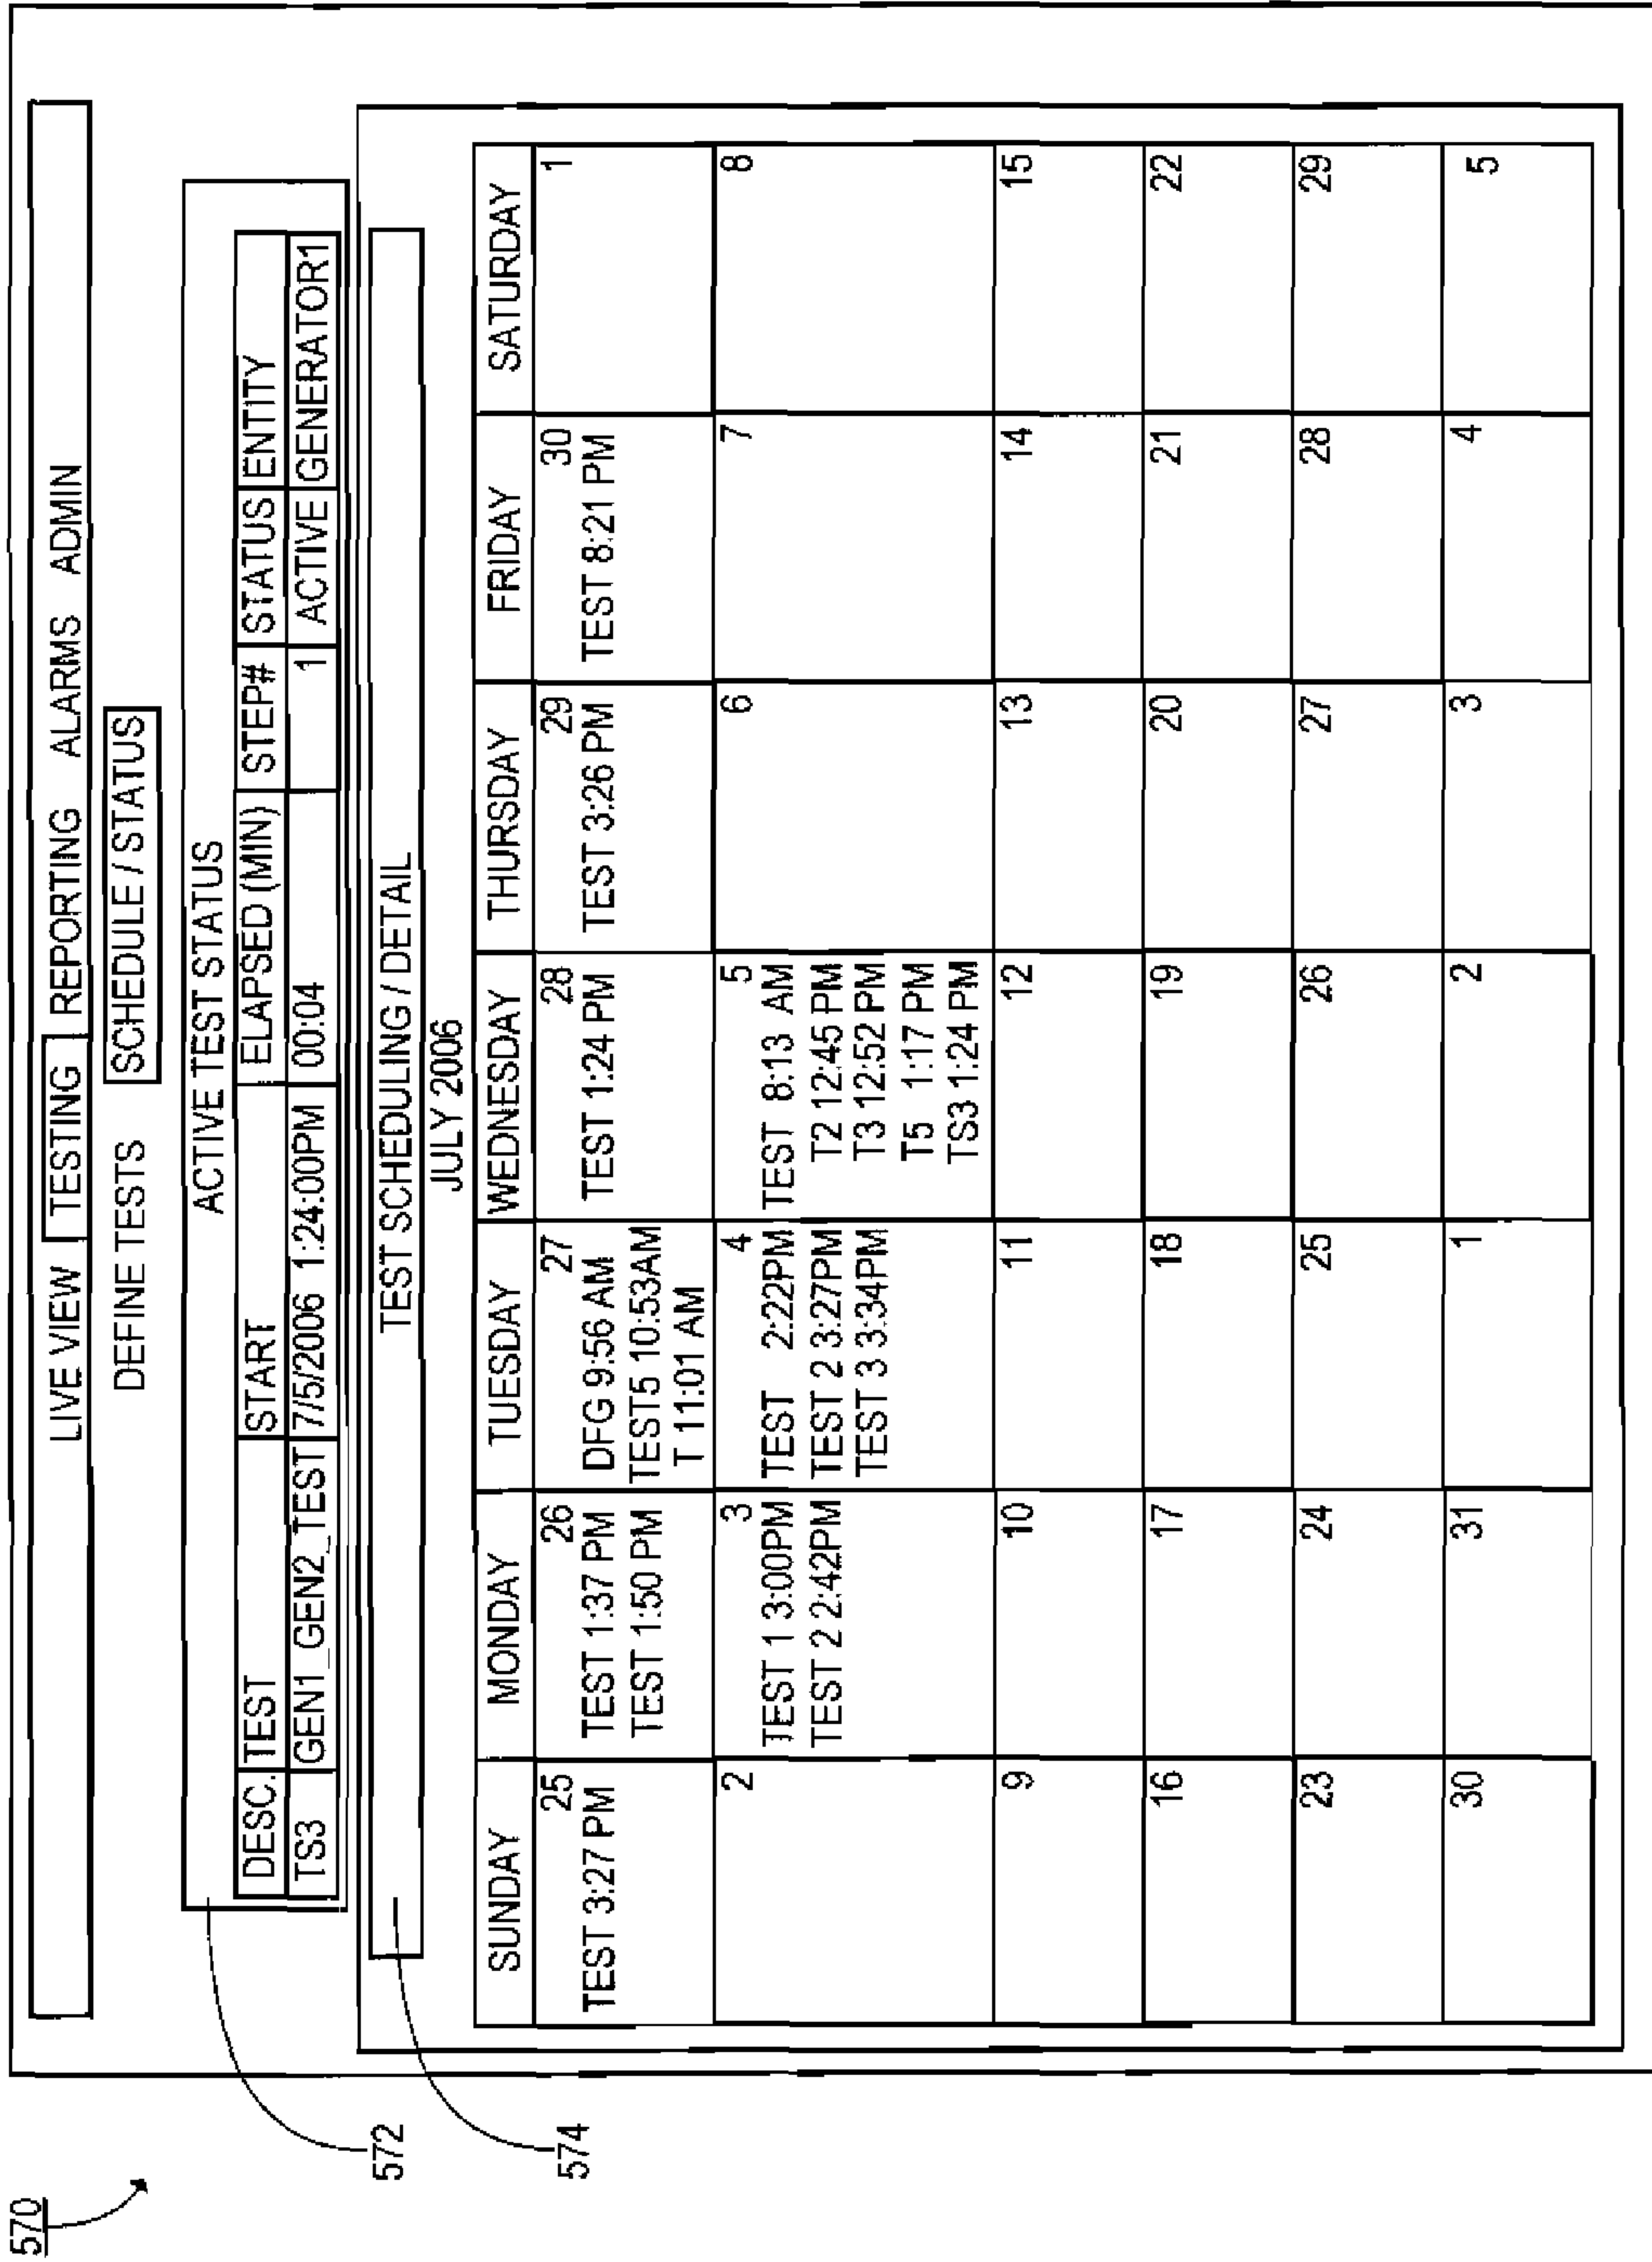 570
LIVE VIEW TESTING REPORTING ALARMS ADMIN
DEFINE TESTS SCHEDULE / STATUS
572
ACTIVE TEST STATUS
DESC. TEST START ELAPSED (MIN) STEP# STATUS ENTITY
TS3 GEN1_GEN2_TEST 7/5/2006 1:24:00PM 00:04 1 ACTIVE GENERATOR1
574
TEST SCHEDULING / DETAIL
JULY 2006
SUNDAY MONDAY TUESDAY WEDNESDAY THURSDAY FRIDAY SATURDAY
25 26 27 28 29 30 1
TEST 3:27 PM TEST 1:37 PM DFG 9:56 AM TEST 1:24 PM TEST 3:26 PM TEST 8:21 PM
TEST 1:50 PM TEST5 10:53AM
T 11:01 AM
2 3 4 5 6 7 8
TEST 1 3:00PM TEST 2:22PM TEST 8:13 AM
TEST 2 2:42PM TEST 2 3:27PM T2 12:45 PM
TEST 3 3:34PM T3 12:52 PM
T5 1:17 PM
TS3 1:24 PM
9 10 11 12 13 14 15
16 17 18 19 20 21 22
23 24 25 26 27 28 29
30 31 1 2 3 4 5